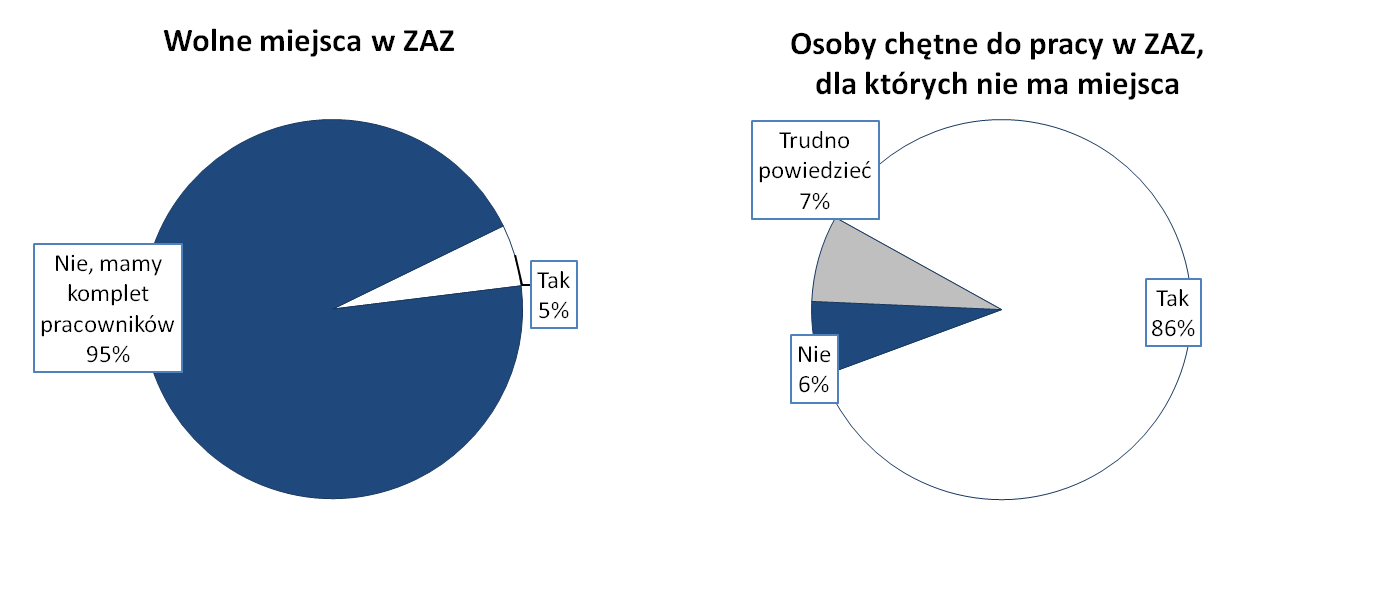 Wolne miejsca w ZAZ
Nie, mamy
komplet
pracowników
95%
Tak
5%
Osoby chętne do pracy w ZAZ,
dla których nie ma miejsca
Trudno
powiedzieć
7%
Nie
6%
Tak
86%